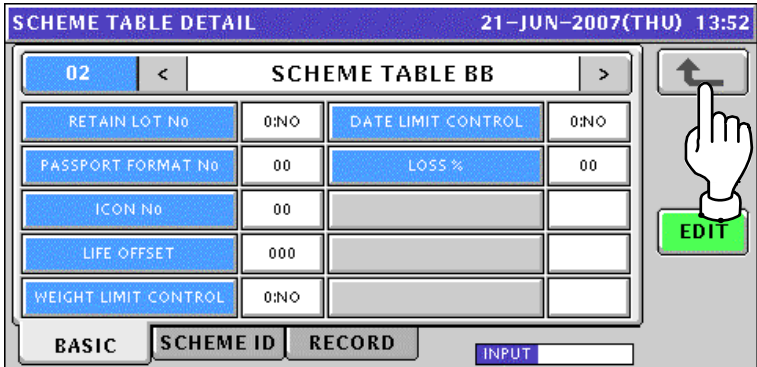 SCHEME TABLE DETAIL 21-JUN-2007(THU) 13:52
02 < SCHEME TABLE BB >
RETAIN LOT No 0:NO DATE LIMIT CONTROL 0:NO
PASSPORT FORMAT No 00 LOSS % 00
ICON No 00
LIFE OFFSET 000
EDIT
WEIGHT LIMIT CONTROL 0:NO
BASIC SCHEME ID RECORD INPUT